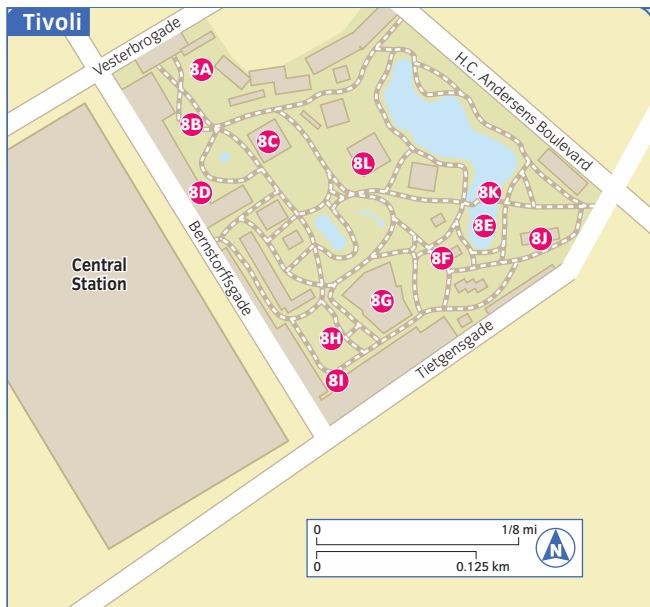 Tivoli
Vesterbrogade
H.C. Andersens Boulevard
8A
8B
8C
8L
8D
8K
8E
8J
8F
Bernstorffsgade
Central
Station
8G
8H
Tietgensgade
8I
0 1/8 mi
0 0.125 km
N